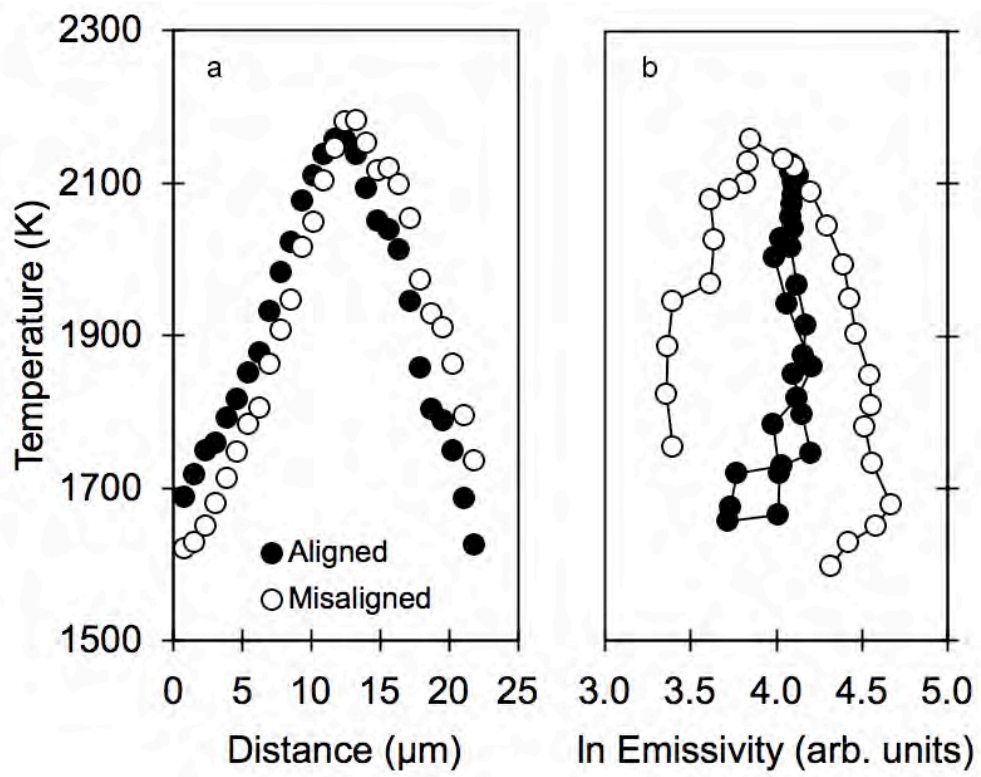 2300
2100
1900
1700
1500
Temperature (K)
a
Aligned
Misaligned
0 5 10 15 20 25
Distance (μm)
b
3.0 3.5 4.0 4.5 5.0
ln Emissivity (arb. units)